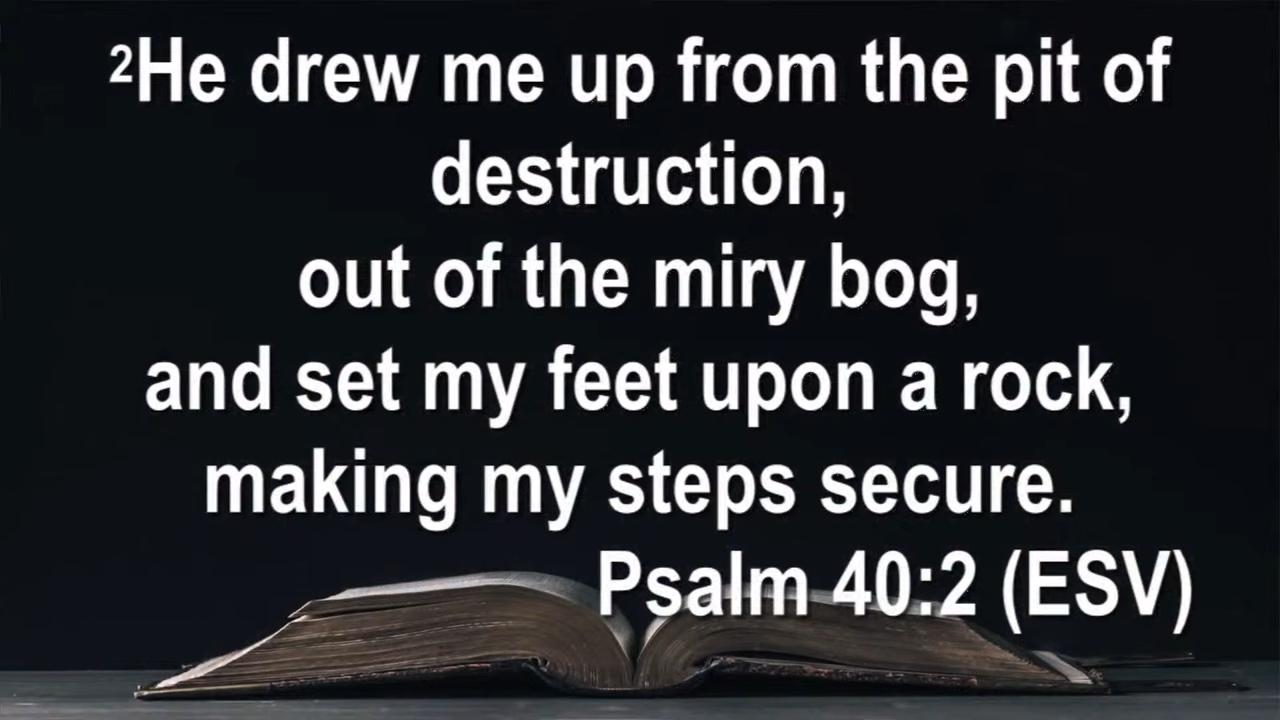 ²He drew me up from the pit of
destruction,
out of the miry bog,
and set my feet upon a rock,
making my steps secure.
Psalm 40:2 (ESV)